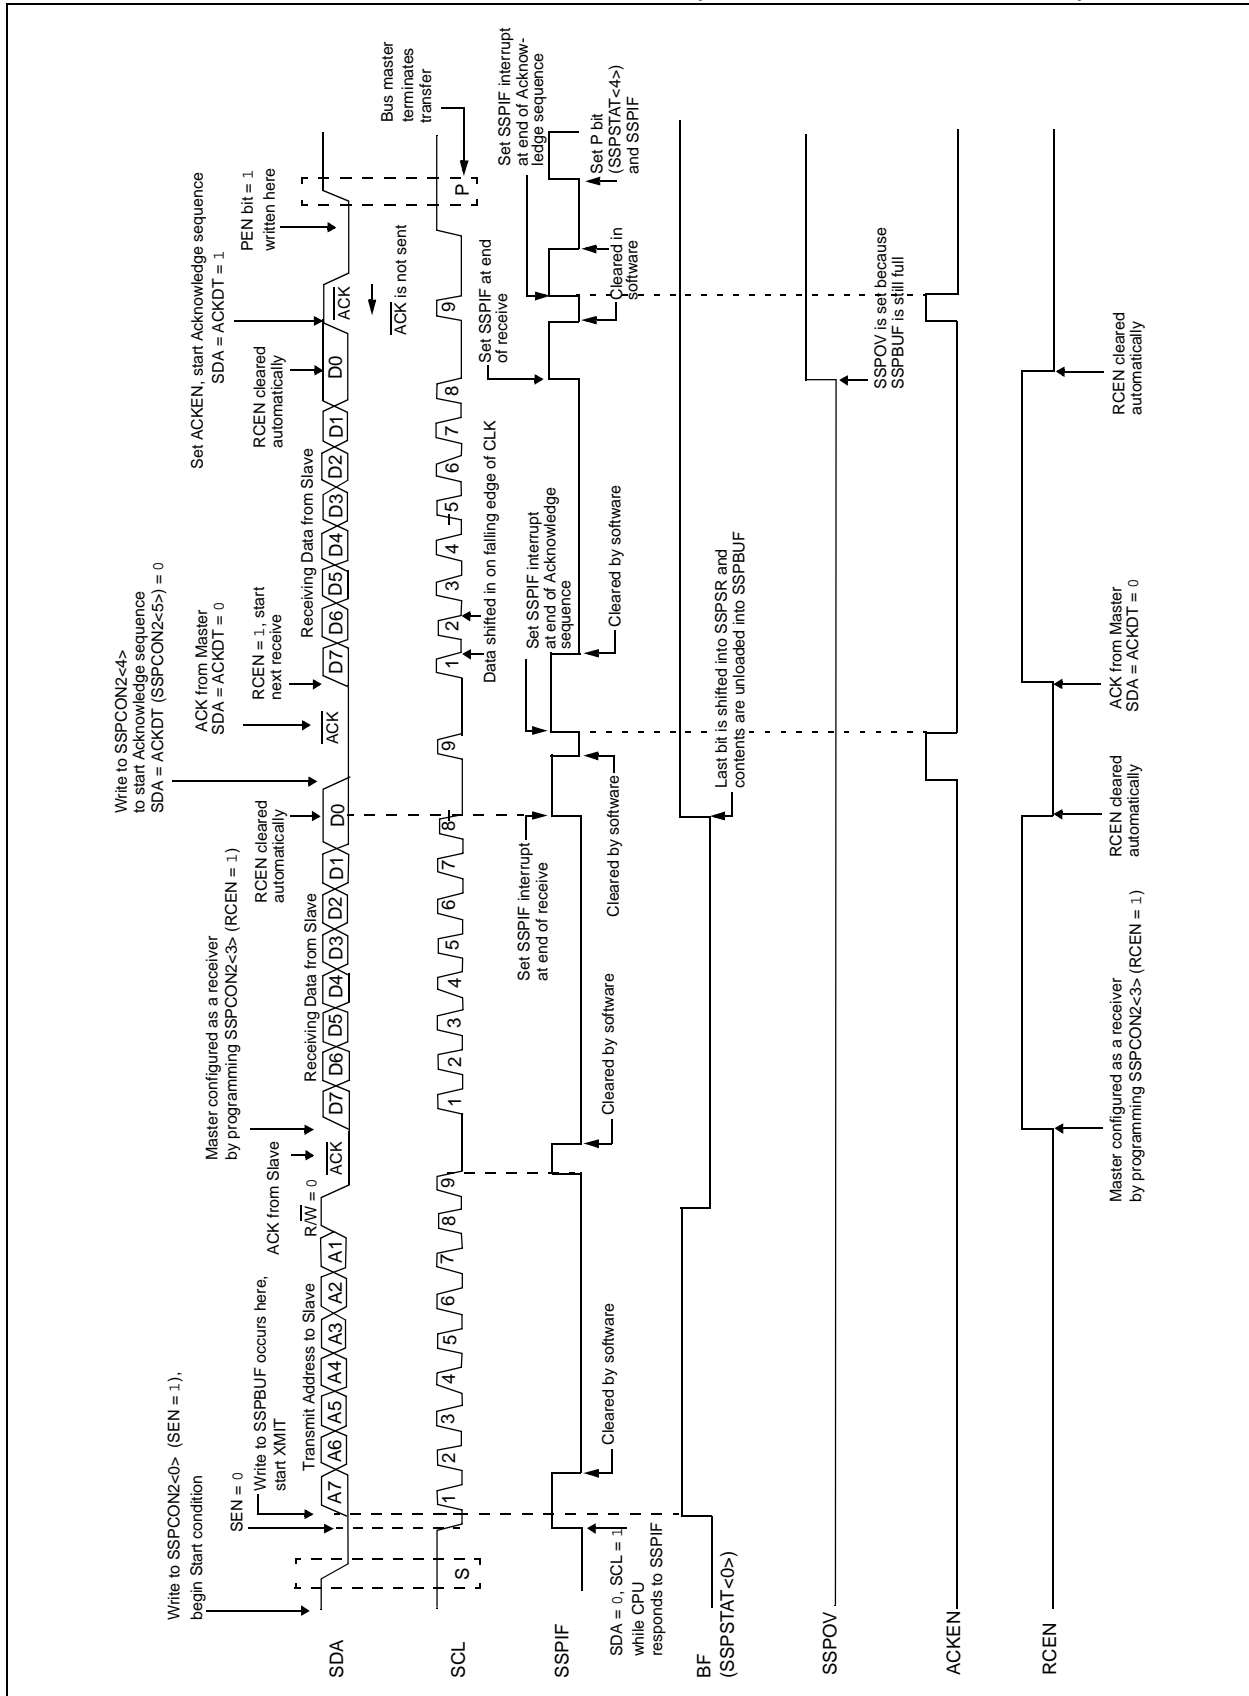 Write to SSPCON2<0> (SEN = 1),
begin Start condition
SEN = 0
Write to SSPBUF occurs here,
start XMIT
ACK from Slave
Master configured as a receiver
by programming SSPCON2<3> (RCEN = 1)
RCEN cleared
automatically
Write to SSPCON2<4>
to start Acknowledge sequence
SDA = ACKDT (SSPCON2<5>) = 0
ACK from Master
SDA = ACKDT = 0
RCEN = 1, start
next receive
Set ACKEN, start Acknowledge sequence
SDA = ACKDT = 1
RCEN cleared
automatically
PEN bit = 1
written here
Transmit Address to Slave
R/W = 0
Receiving Data from Slave
Receiving Data from Slave
SDA
A7 A6 A5 A4 A3 A2 A1
ACK
D7 D6 D5 D4 D3 D2 D1 D0
ACK
D7 D6 D5 D4 D3 D2 D1 D0
ACK
ACK is not sent
Bus master
terminates
transfer
SCL
S
1 2 3 4 5 6 7 8 9
1 2 3 4 5 6 7 8
9
1 2 3 4 5 6 7 8
9
P
Data shifted in on falling edge of CLK
Set SSPIF interrupt
at end of receive
Set SSPIF interrupt
at end of Acknowledge
sequence
Set SSPIF at end
of receive
Set SSPIF interrupt
at end of Acknow-
ledge sequence
SSPIF
SDA = 0, SCL = 1
while CPU
responds to SSPIF
Cleared by software
Cleared by software
Cleared by software
Cleared by software
Cleared in
software
Set P bit
(SSPSTAT<4>)
and SSPIF
BF
(SSPSTAT<0>)
Last bit is shifted into SSPSR and
contents are unloaded into SSPBUF
SSPOV
SSPOV is set because
SSPBUF is still full
ACKEN
RCEN
Master configured as a receiver
by programming SSPCON2<3> (RCEN = 1)
RCEN cleared
automatically
ACK from Master
SDA = ACKDT = 0
RCEN cleared
automatically